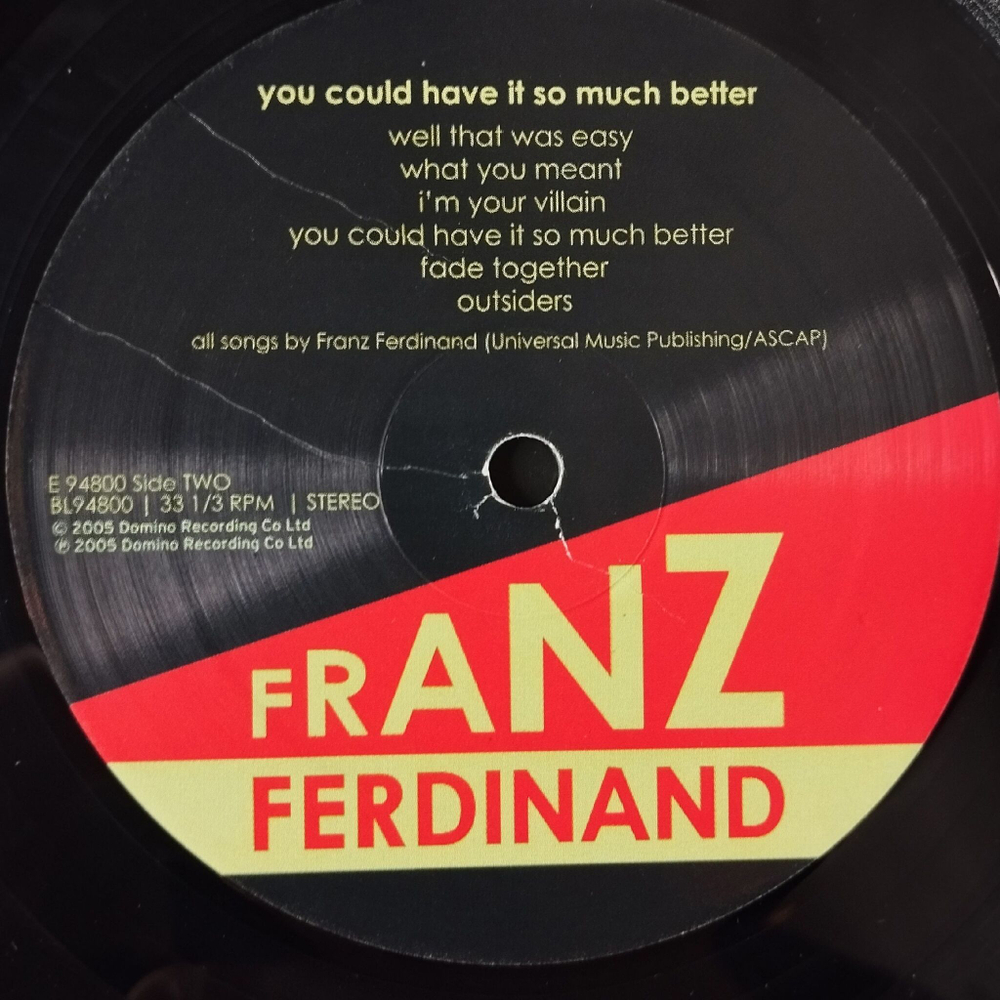 you could have it so much better
well that was easy
what you meant
i'm your villain
you could have it so much better
fade together
outsiders
all songs by Franz Ferdinand (Universal Music Publishing/ASCAP)
E 94800 Side TWO
BL94800 | 33 1/3 RPM | STEREO
© 2005 Domino Recording Co Ltd
℗ 2005 Domino Recording Co Ltd
FRANZ
FERDINAND